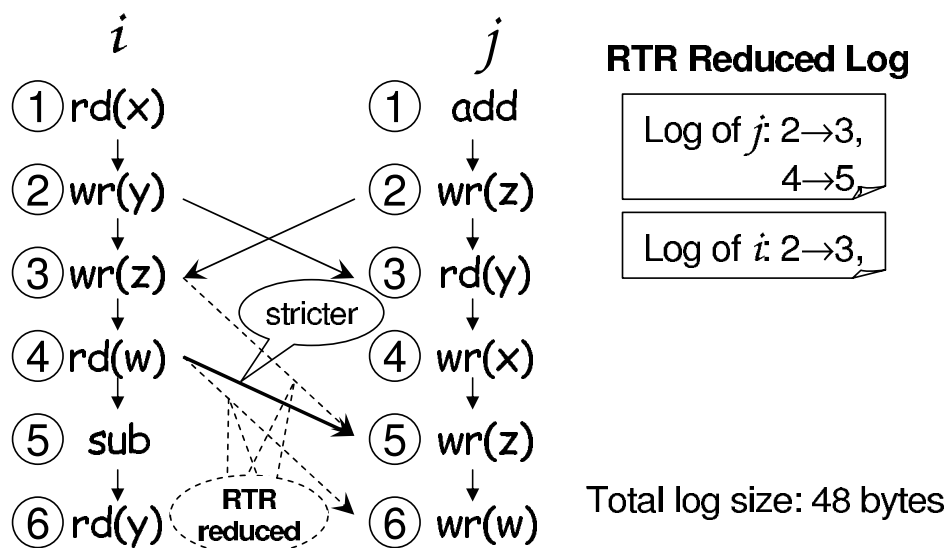 i j
RTR Reduced Log
1 rd(x) 1 add
Log of j: 2→3,
4→5,
2 wr(y) 2 wr(z)
Log of i: 2→3,
3 wr(z) 3 rd(y)
stricter
4 rd(w) 4 wr(x)
5 sub 5 wr(z)
RTR
reduced
6 rd(y) 6 wr(w)
Total log size: 48 bytes